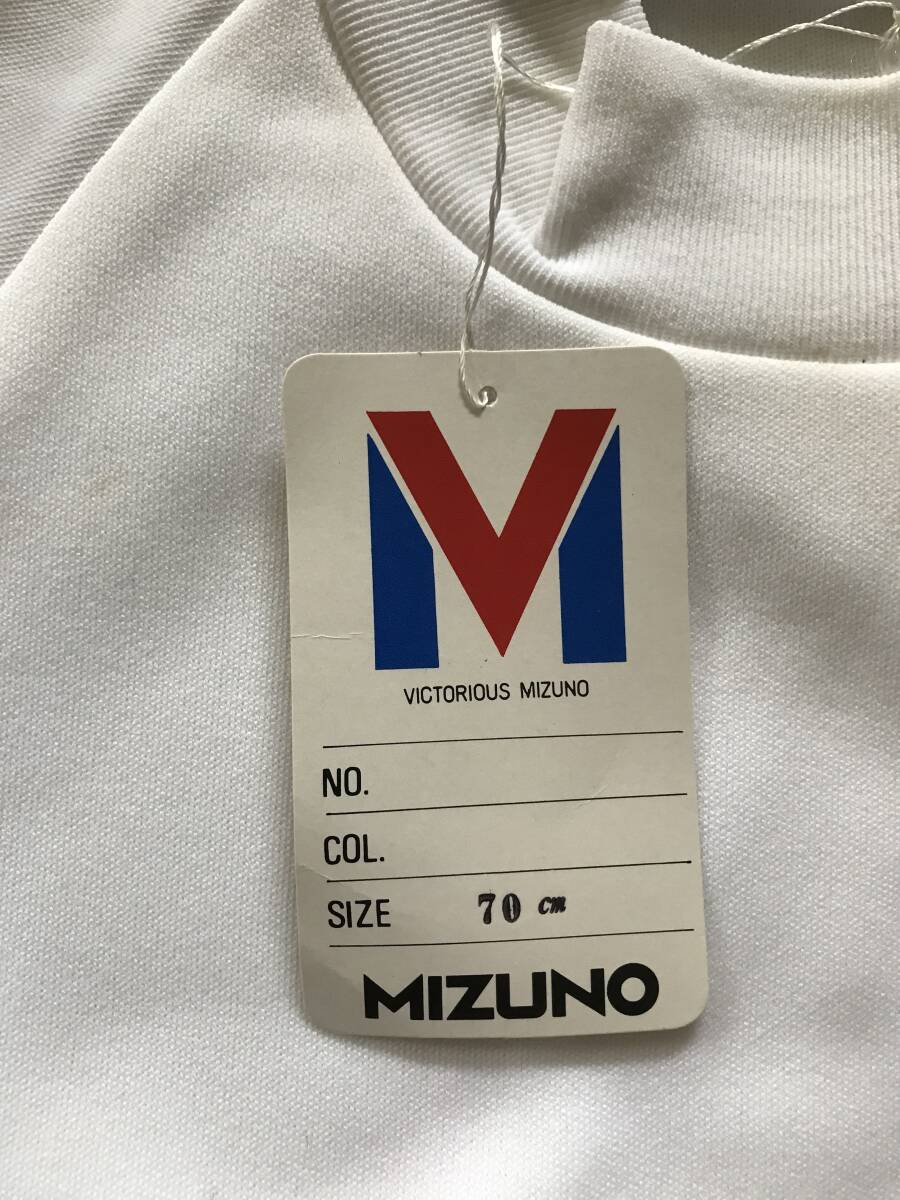 VICTORIOUS MIZUNO
NO.
COL.
SIZE 70 cm
MIZUNO